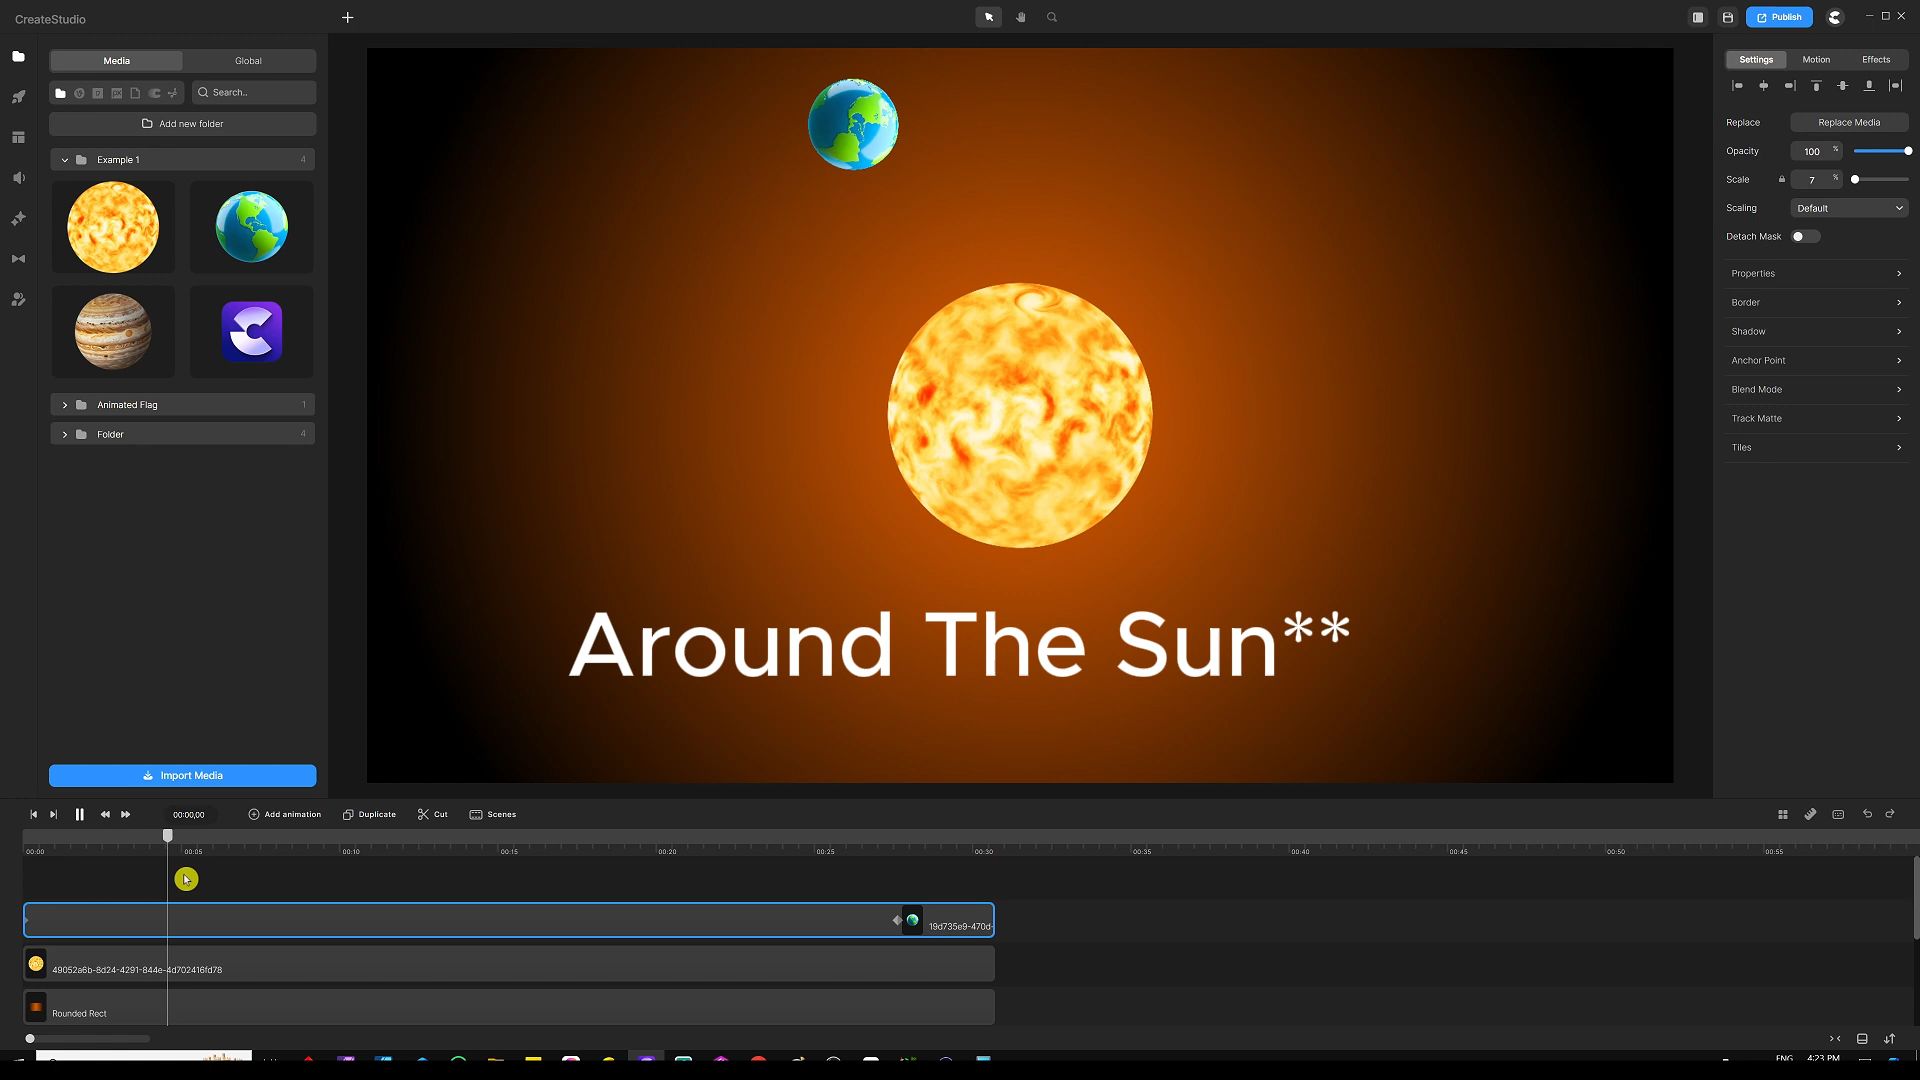 CreateStudio
Publish
Media
Global
Settings
Motion
Effects
Search..
Add new folder
Replace
Replace Media
Opacity
100
%
Example 1
4
Scale
7
%
Scaling
Default
Detach Mask
Properties
Border
Shadow
Anchor Point
Blend Mode
Animated Flag
1
Track Matte
Folder
4
Tiles
Around The Sun**
Import Media
00:00,00
Add animation
Duplicate
Cut
Scenes
00:00
00:05
00:10
00:15
00:20
00:25
00:30
00:35
00:40
00:45
00:50
00:55
19d735e9-470d-
49052a6b-8d24-4291-844e-4d702416fd78
Rounded Rect
ENG
4:23 PM